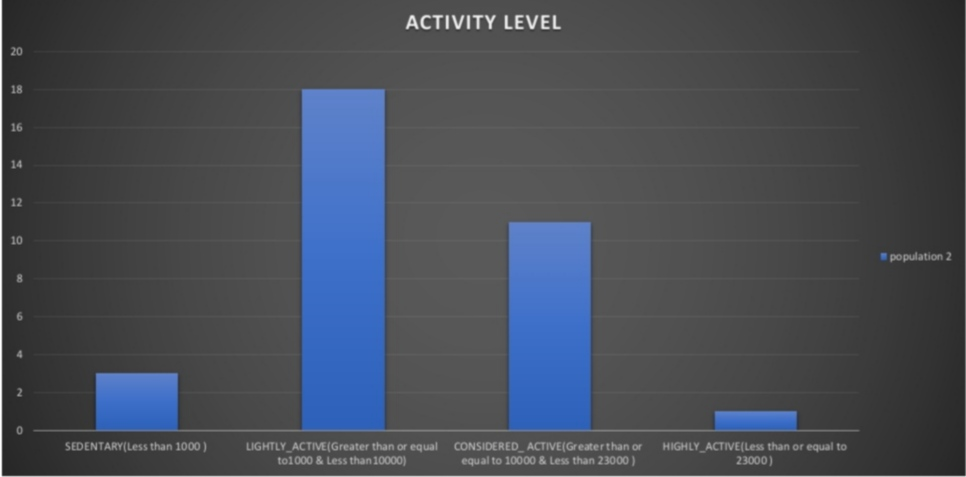 ACTIVITY LEVEL
20
18
16
14
12
10
8
6
4
2
0
SEDENTARY(Less than 1000 )
LIGHTLY_ACTIVE(Greater than or equal
to1000 & Less than10000)
CONSIDERED_ ACTIVE(Greater than or
equal to 10000 & Less than 23000 )
HIGHLY_ACTIVE(Less than or equal to
23000 )
population 2